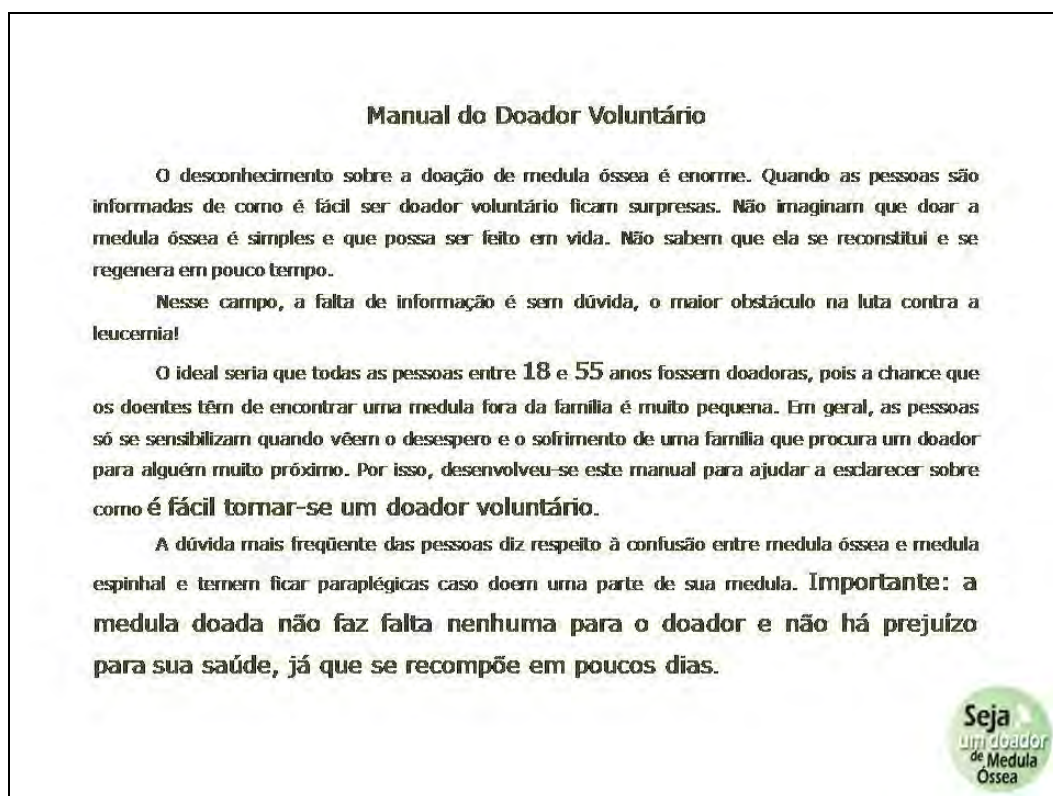 Manual do Doador Voluntário
O desconhecimento sobre a doação de medula óssea é enorme. Quando as pessoas são
informadas de como é fácil ser doador voluntário ficam surpresas. Não imaginam que doar a
medula óssea é simples e que possa ser feito em vida. Não sabem que ela se reconstitui e se
regenera em pouco tempo.
Nesse campo, a falta de informação é sem dúvida, o maior obstáculo na luta contra a
leucemia!
O ideal seria que todas as pessoas entre 18 e 55 anos fossem doadoras, pois a chance que
os doentes têm de encontrar uma medula fora da família é muito pequena. Em geral, as pessoas
só se sensibilizam quando vêem o desespero e o sofrimento de uma família que procura um doador
para alguém muito próximo. Por isso, desenvolveu-se este manual para ajudar a esclarecer sobre
como é fácil tornar-se um doador voluntário.
A dúvida mais freqüente das pessoas diz respeito à confusão entre medula óssea e medula
espinhal e temem ficar paraplégicas caso doem uma parte de sua medula. Importante: a
medula doada não faz falta nenhuma para o doador e não há prejuízo
para sua saúde, já que se recompõe em poucos dias.
Seja
um doador
de Medula
Óssea